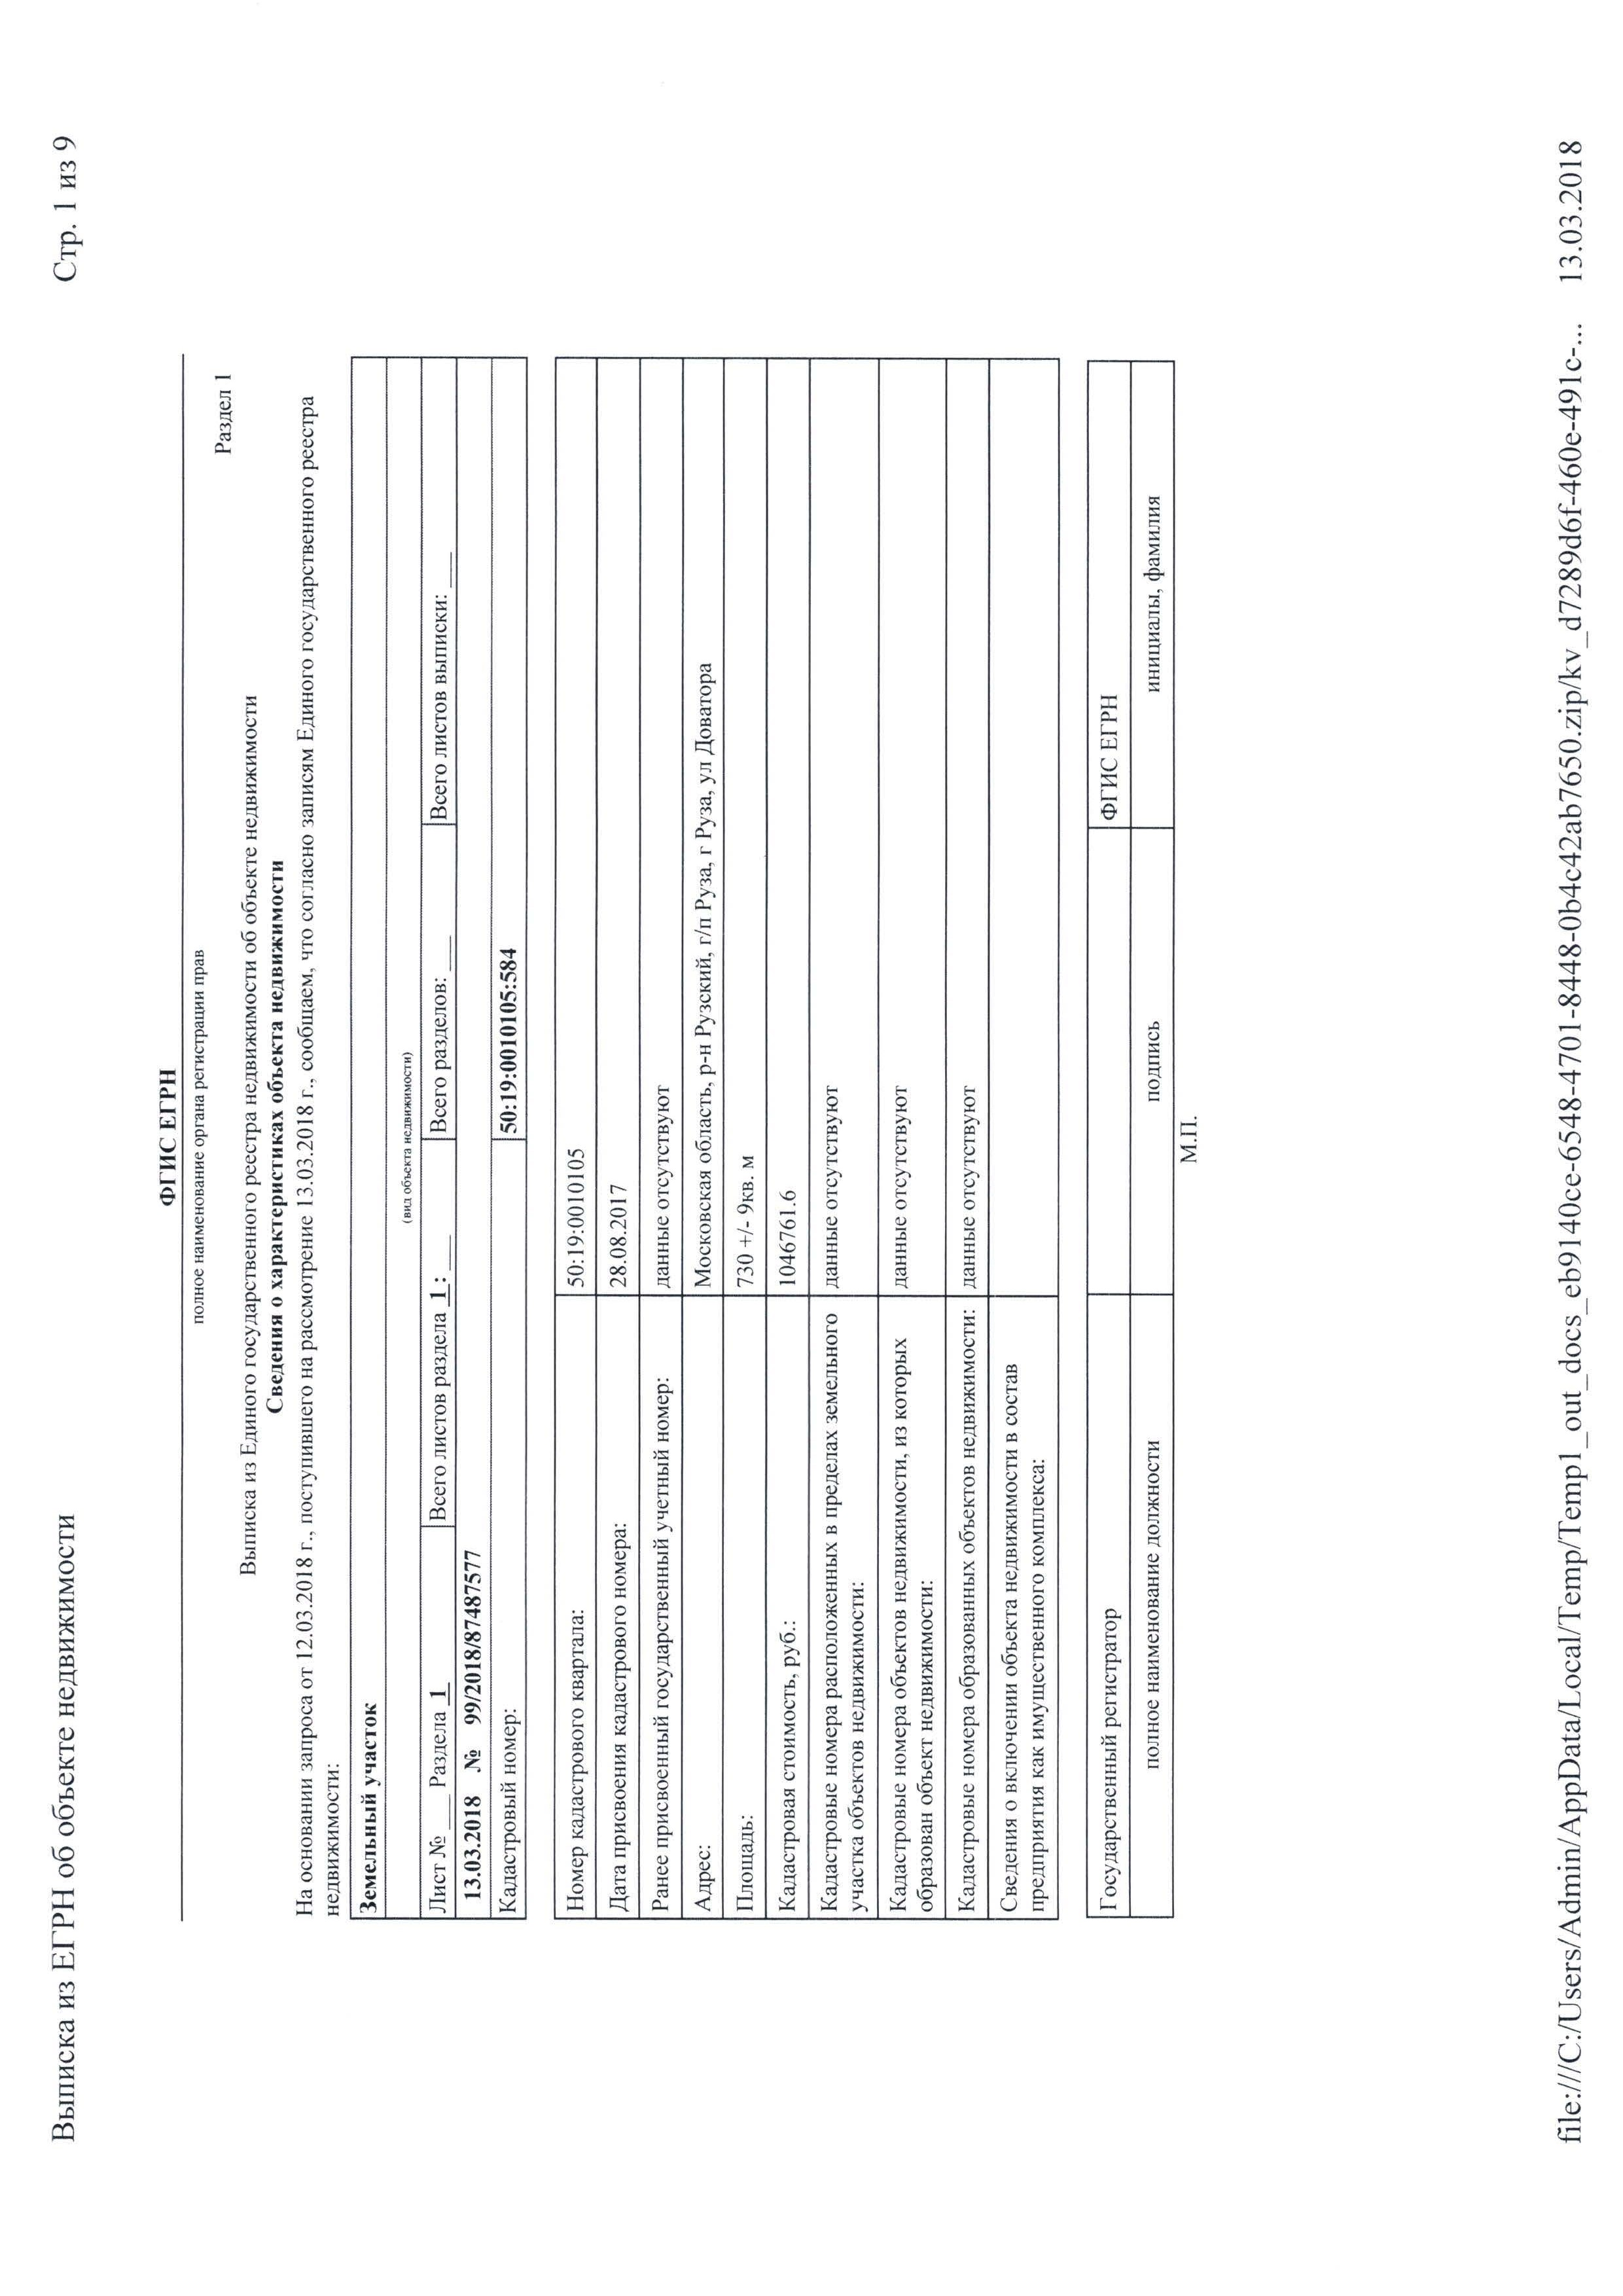 Выписка из ЕГРН об объекте недвижимости Стр. 1 из 9
ФГИС ЕГРН
полное наименование органа регистрации прав
Раздел 1
Выписка из Единого государственного реестра недвижимости об объекте недвижимости
Сведения о характеристиках объекта недвижимости
На основании запроса от 12.03.2018 г., поступившего на рассмотрение 13.03.2018 г., сообщаем, что согласно записям Единого государственного реестра
недвижимости:
Земельный участок
(вид объекта недвижимости)
Лист № ___ Раздела 1 Всего листов раздела 1 : ___ Всего разделов: ___ Всего листов выписки: ___
13.03.2018 № 99/2018/87487577
Кадастровый номер: 50:19:0010105:584
Номер кадастрового квартала: 50:19:0010105
Дата присвоения кадастрового номера: 28.08.2017
Ранее присвоенный государственный учетный номер: данные отсутствуют
Адрес: Московская область, р-н Рузский, г/п Руза, г Руза, ул Доватора
Площадь: 730 +/- 9кв. м
Кадастровая стоимость, руб.: 1046761.6
Кадастровые номера расположенных в пределах земельного данные отсутствуют
участка объектов недвижимости:
Кадастровые номера объектов недвижимости, из которых данные отсутствуют
образован объект недвижимости:
Кадастровые номера образованных объектов недвижимости: данные отсутствуют
Сведения о включении объекта недвижимости в состав
предприятия как имущественного комплекса:
Государственный регистратор ФГИС ЕГРН
полное наименование должности подпись инициалы, фамилия
М.П.
file:///C:/Users/Admin/AppData/Local/Temp/Temp1_out_docs_eb9140ce-6548-4701-8448-0b4c42ab7650.zip/kv_d7289d6f-460e-491c-... 13.03.2018